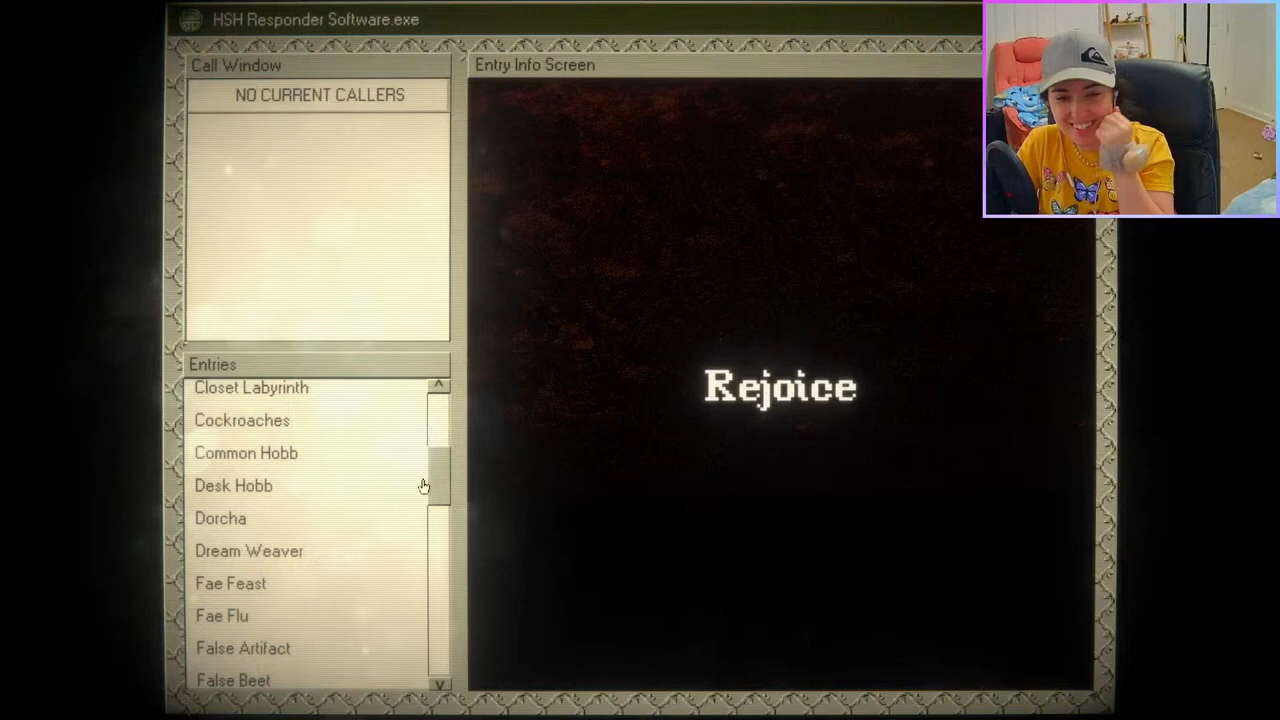 HSH Responder Software.exe
Call Window
NO CURRENT CALLERS
Entries
Closet Labyrinth
Cockroaches
Common Hobb
Desk Hobb
Dorcha
Dream Weaver
Fae Feast
Fae Flu
False Artifact
False Beet
Entry Info Screen
Rejoice